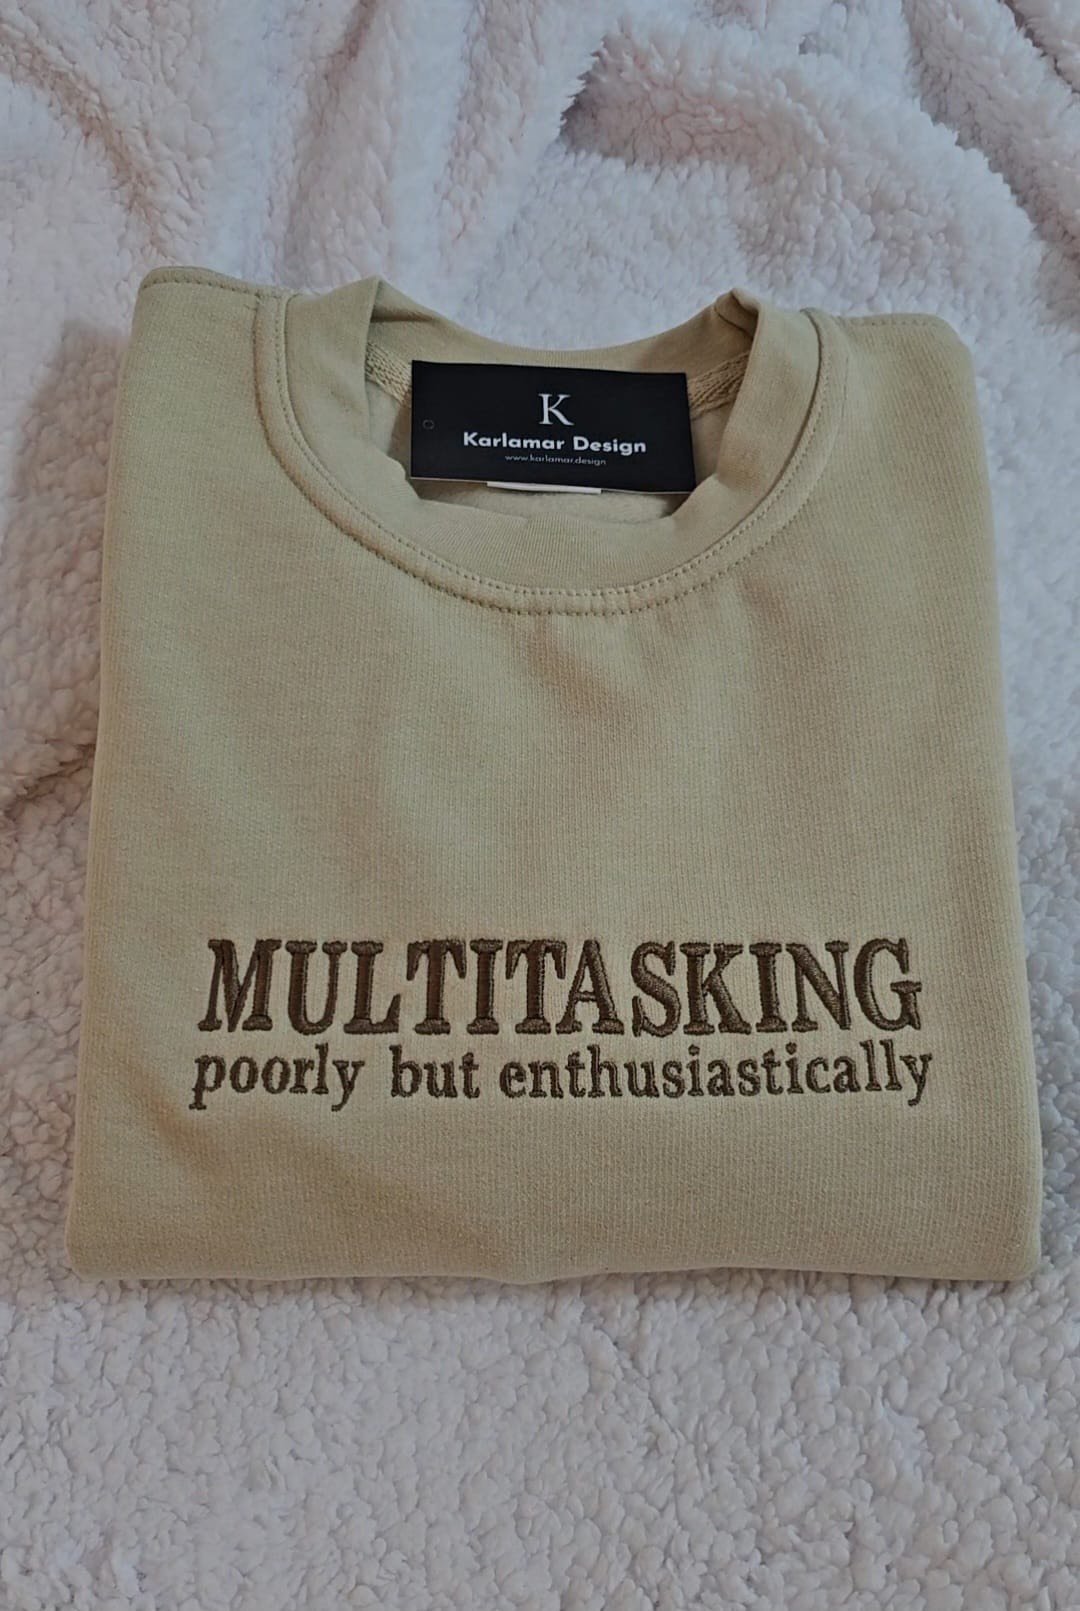 K
Karlamar Design
www.karlamar.design
MULTITASKING
poorly but enthusiastically